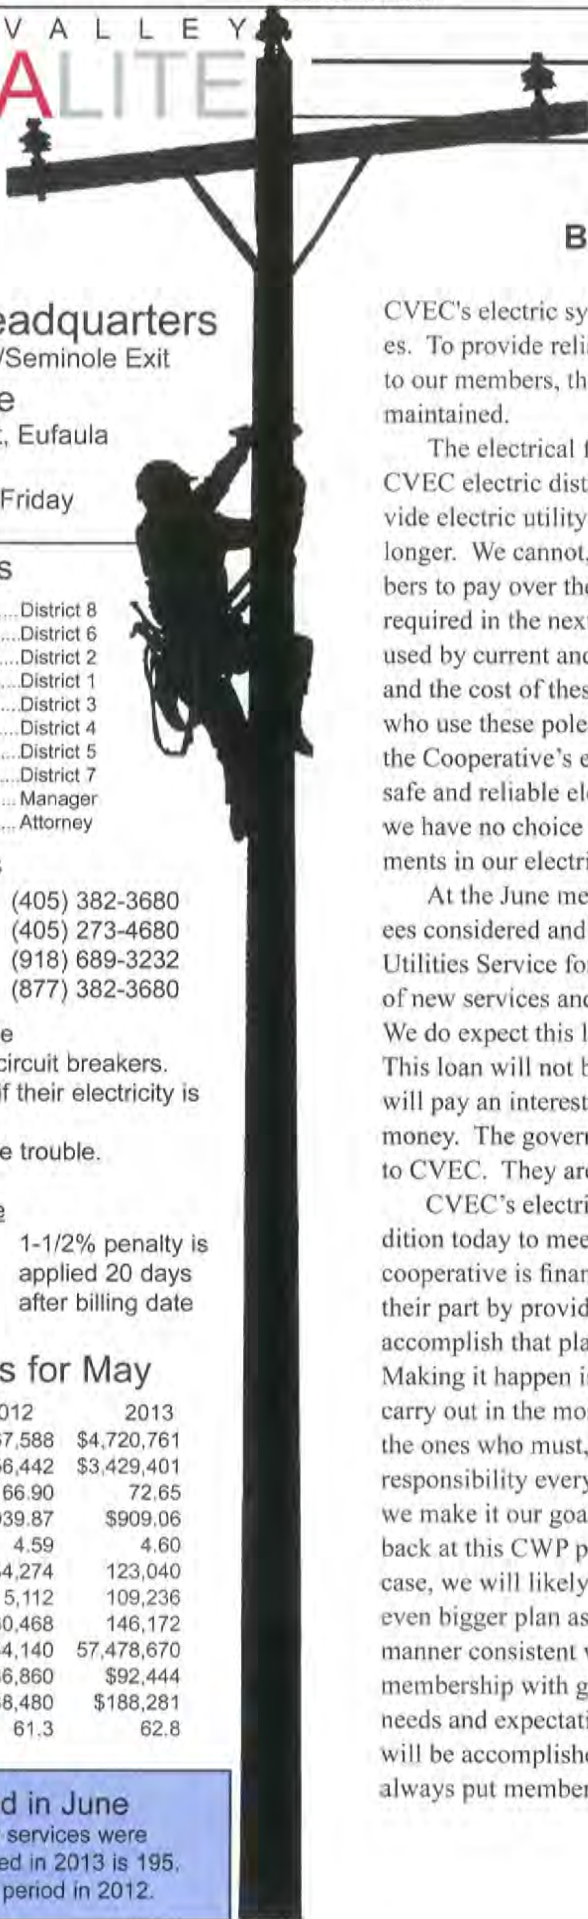 VALLEY
ALITE
eadquarters
/Seminole Exit
e
, Eufaula
Friday
s
....District 8
....District 6
....District 2
....District 1
....District 3
....District 4
....District 5
....District 7
... Manager
... Attorney
s
(405) 382-3680
(405) 273-4680
(918) 689-3232
(877) 382-3680
e
circuit breakers.
if their electricity is
e trouble.
e
1-1/2% penalty is
applied 20 days
after billing date
s for May
012 2013
67,588 $4,720,761
56,442 $3,429,401
66.90 72.65
939.87 $909.06
4.59 4.60
4,274 123,040
5,112 109,236
0,468 146,172
4,140 57,478,670
6,860 $92,444
8,480 $188,281
61.3 62.8
d in June
services were
ed in 2013 is 195.
period in 2012.
B
CVEC's electric sy
es. To provide reli
to our members, th
maintained.
The electrical f
CVEC electric dist
vide electric utility
longer. We cannot,
bers to pay over the
required in the next
used by current and
and the cost of thes
who use these pole
the Cooperative's e
safe and reliable el
we have no choice
ments in our electri
At the June me
ees considered and
Utilities Service fo
of new services and
We do expect this l
This loan will not b
will pay an interest
money. The govern
to CVEC. They are
CVEC's electri
dition today to mee
cooperative is finan
their part by provid
accomplish that pla
Making it happen i
carry out in the mo
the ones who must,
responsibility every
we make it our goa
back at this CWP p
case, we will likely
even bigger plan as
manner consistent
membership with g
needs and expectati
will be accomplishe
always put member